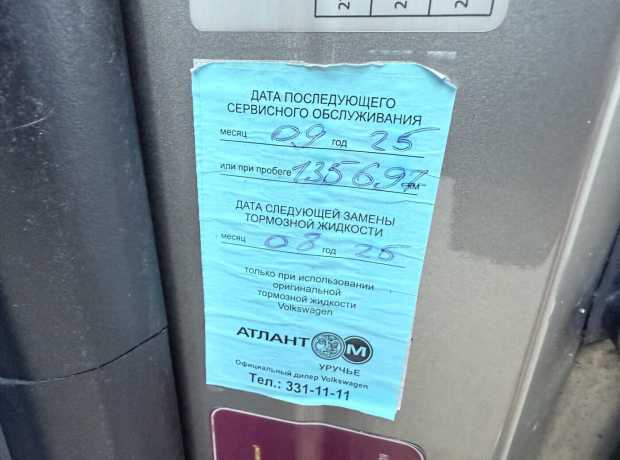 ДАТА ПОСЛЕДУЮЩЕГО
СЕРВИСНОГО ОБСЛУЖИВАНИЯ
месяц 09 год 25
или при пробеге 135697 км
ДАТА СЛЕДУЮЩЕЙ ЗАМЕНЫ
ТОРМОЗНОЙ ЖИДКОСТИ
месяц 03 год 26
только при использовании
оригинальной
тормозной жидкости
Volkswagen
АТЛАНТ М
УРУЧЬЕ
Официальный дилер Volkswagen
Тел.: 331-11-11